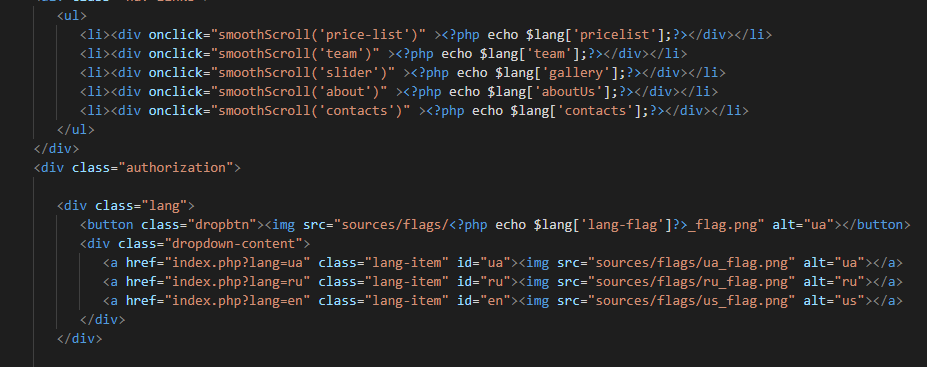 <ul>
<li><div onclick="smoothScroll('price-list')" ><?php echo $lang['pricelist'];?></div></li>
<li><div onclick="smoothScroll('team')" ><?php echo $lang['team'];?></div></li>
<li><div onclick="smoothScroll('slider')" ><?php echo $lang['gallery'];?></div></li>
<li><div onclick="smoothScroll('about')" ><?php echo $lang['aboutUs'];?></div></li>
<li><div onclick="smoothScroll('contacts')" ><?php echo $lang['contacts'];?></div></li>
</ul>
</div>
<div class="authorization">
<div class="lang">
<button class="dropbtn"><img src="sources/flags/<?php echo $lang['lang-flag']?>_flag.png" alt="ua"></button>
<div class="dropdown-content">
<a href="index.php?lang=ua" class="lang-item" id="ua"><img src="sources/flags/ua_flag.png" alt="ua"></a>
<a href="index.php?lang=ru" class="lang-item" id="ru"><img src="sources/flags/ru_flag.png" alt="ru"></a>
<a href="index.php?lang=en" class="lang-item" id="en"><img src="sources/flags/us_flag.png" alt="us"></a>
</div>
</div>